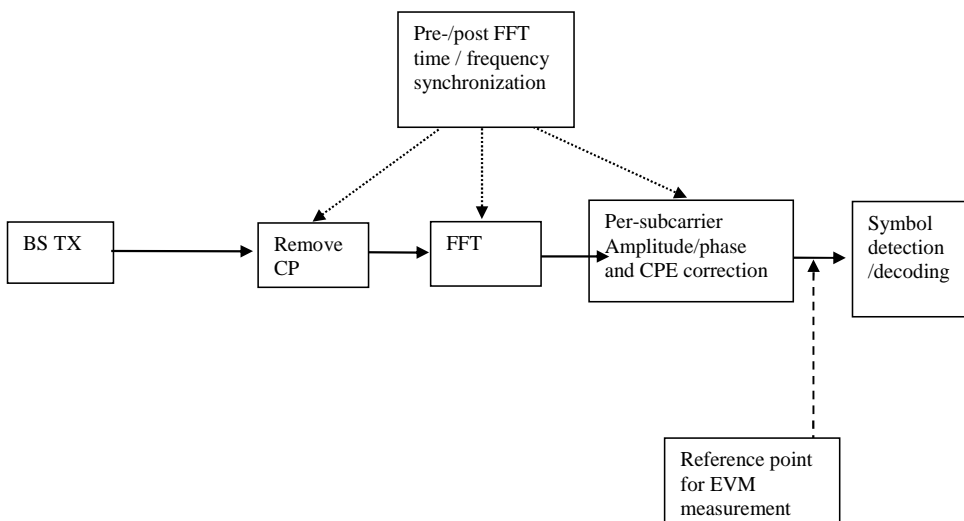 Pre-/post FFT
time / frequency
synchronization
BS TX
Remove
CP
FFT
Per-subcarrier
Amplitude/phase
and CPE correction
Symbol
detection
/decoding
Reference point
for EVM
measurement